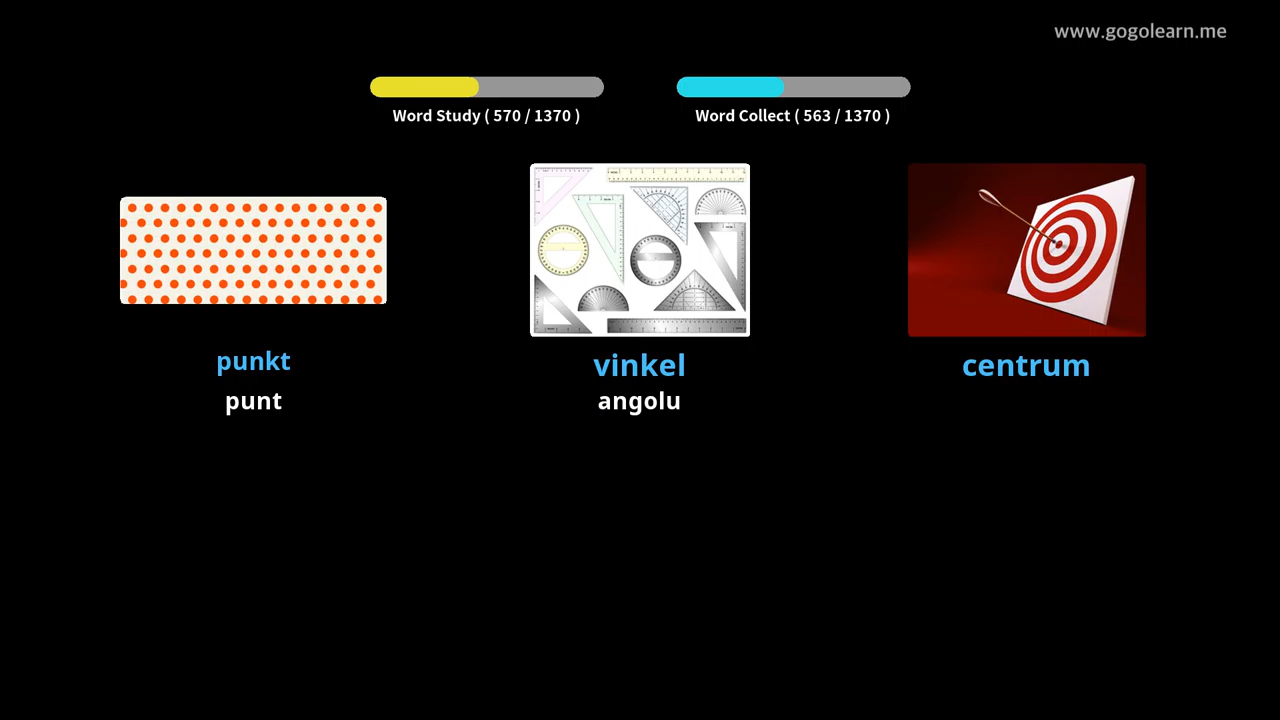 www.gogolearn.me
Word Study ( 570 / 1370 )
Word Collect ( 563 / 1370 )
punkt
vinkel
centrum
punt
angolu